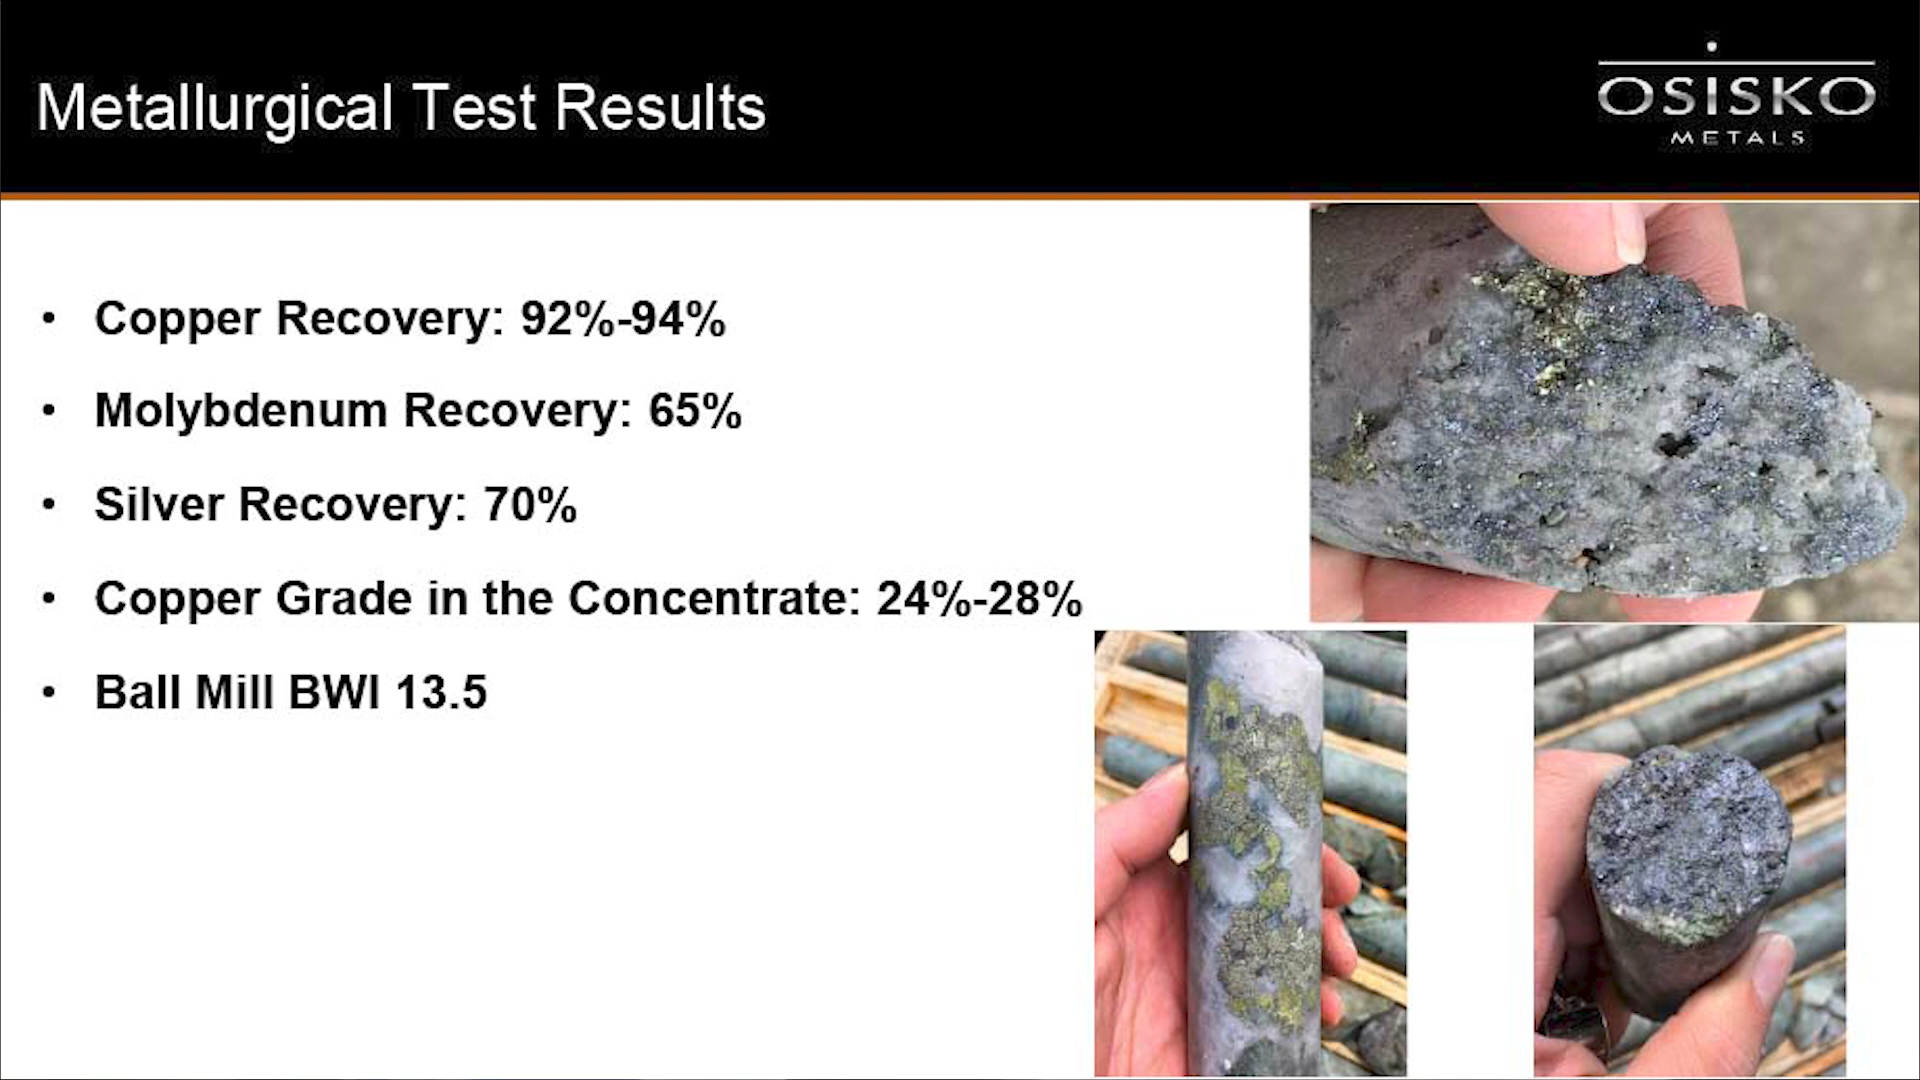 Metallurgical Test Results
OSISKO
METALS
• Copper Recovery: 92%-94%
• Molybdenum Recovery: 65%
• Silver Recovery: 70%
• Copper Grade in the Concentrate: 24%-28%
• Ball Mill BWI 13.5